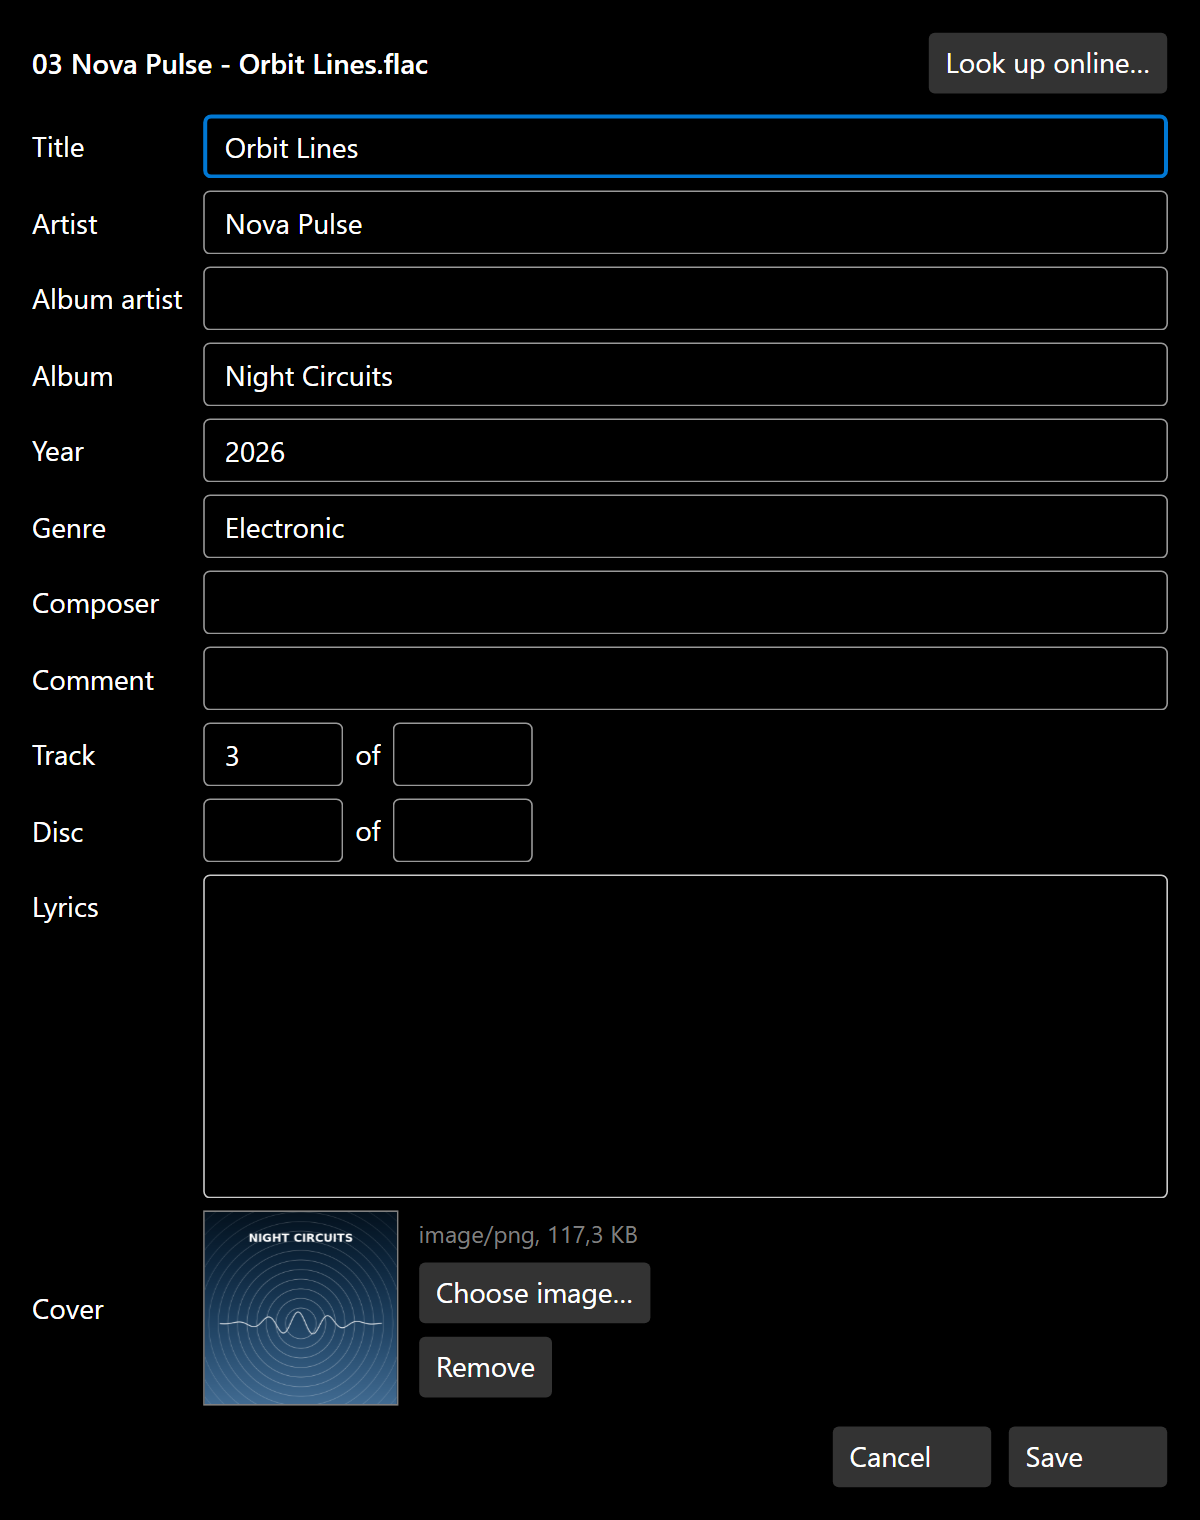 03 Nova Pulse - Orbit Lines.flac
Look up online...
Title
Orbit Lines
Artist
Nova Pulse
Album artist
Album
Night Circuits
Year
2026
Genre
Electronic
Composer
Comment
Track
3
of
Disc
of
Lyrics
Cover
NIGHT CIRCUITS
image/png, 117,3 KB
Choose image...
Remove
Cancel
Save